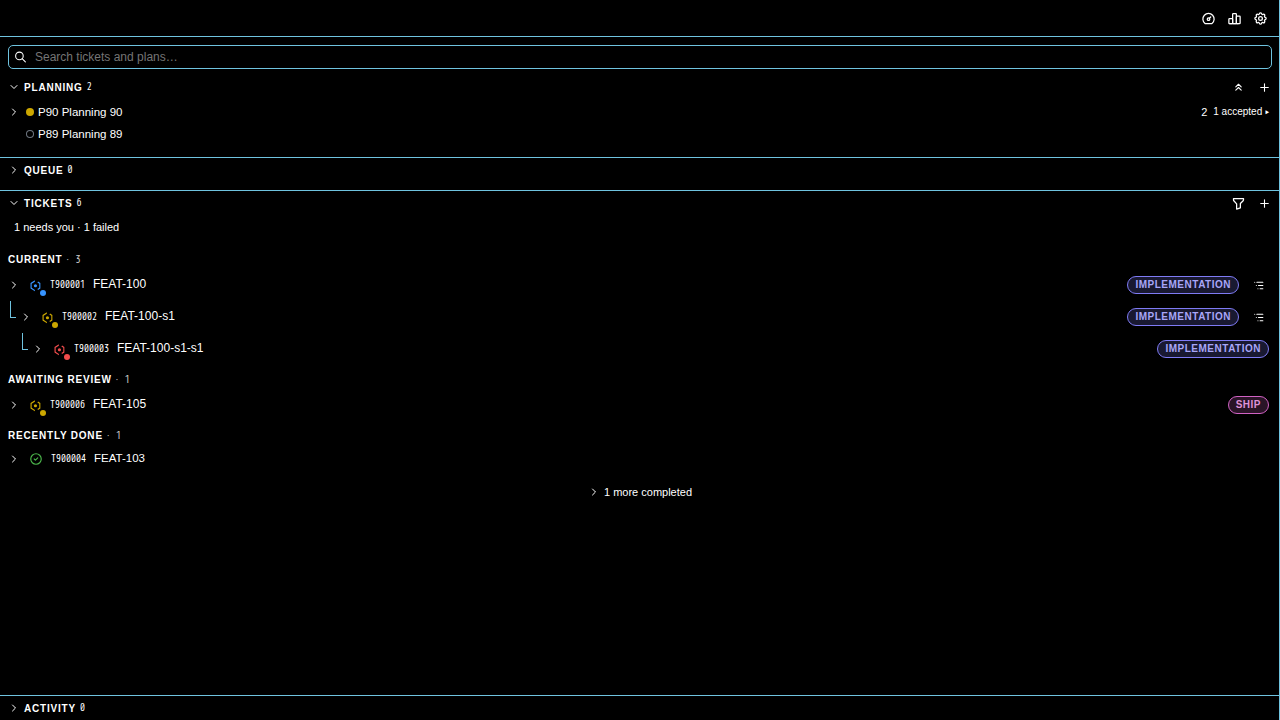 Search tickets and plans…
PLANNING 2
P90 Planning 90 2 1 accepted ▸
P89 Planning 89
QUEUE 0
TICKETS 6
1 needs you · 1 failed
CURRENT · 3
T900001 FEAT-100 IMPLEMENTATION
T900002 FEAT-100-s1 IMPLEMENTATION
T900003 FEAT-100-s1-s1 IMPLEMENTATION
AWAITING REVIEW · 1
T900006 FEAT-105 SHIP
RECENTLY DONE · 1
T900004 FEAT-103
1 more completed
ACTIVITY 0